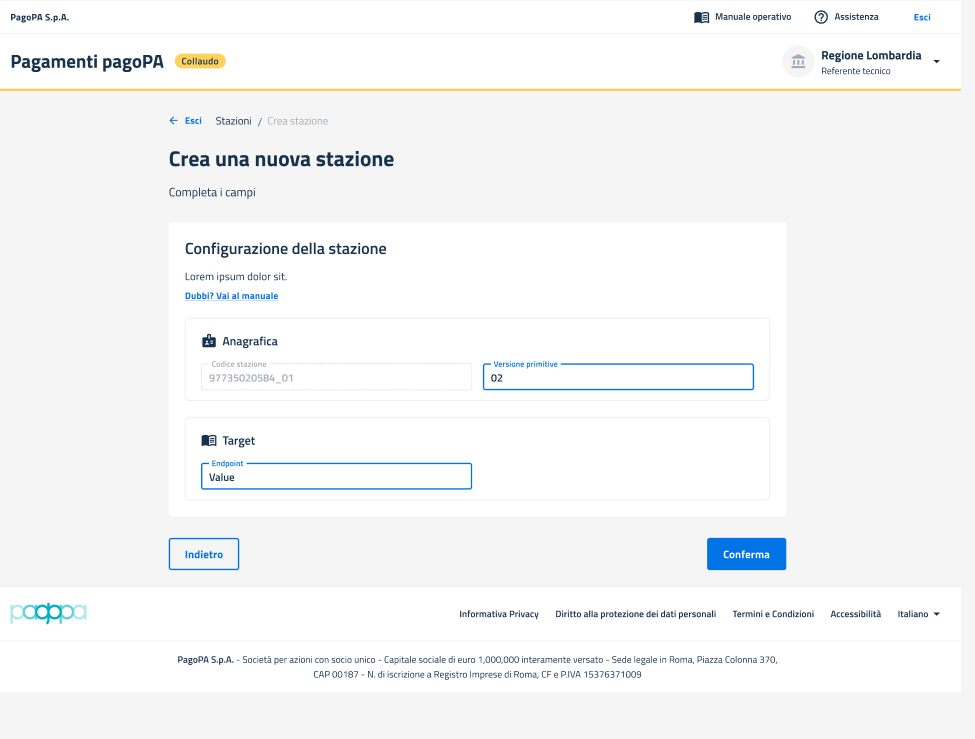 PagoPA S.p.A.
Manuale operativo
Assistenza
Esci
Pagamenti pagoPA
Collaudo
Regione Lombardia
Referente tecnico
Esci
Stazioni / Crea stazione
Crea una nuova stazione
Completa i campi
Configurazione della stazione
Lorem ipsum dolor sit.
Dubbi? Vai al manuale
Anagrafica
Codice stazione
97735020584_01
Versione primitive
02
Target
Endpoint
Value
Indietro
Conferma
pagopa
Informativa Privacy
Diritto alla protezione dei dati personali
Termini e Condizioni
Accessibilità
Italiano
PagoPA S.p.A. - Società per azioni con socio unico - Capitale sociale di euro 1,000,000 interamente versato - Sede legale in Roma, Piazza Colonna 370,
CAP 00187 - N. di iscrizione a Registro Imprese di Roma, CF e P.IVA 15376371009